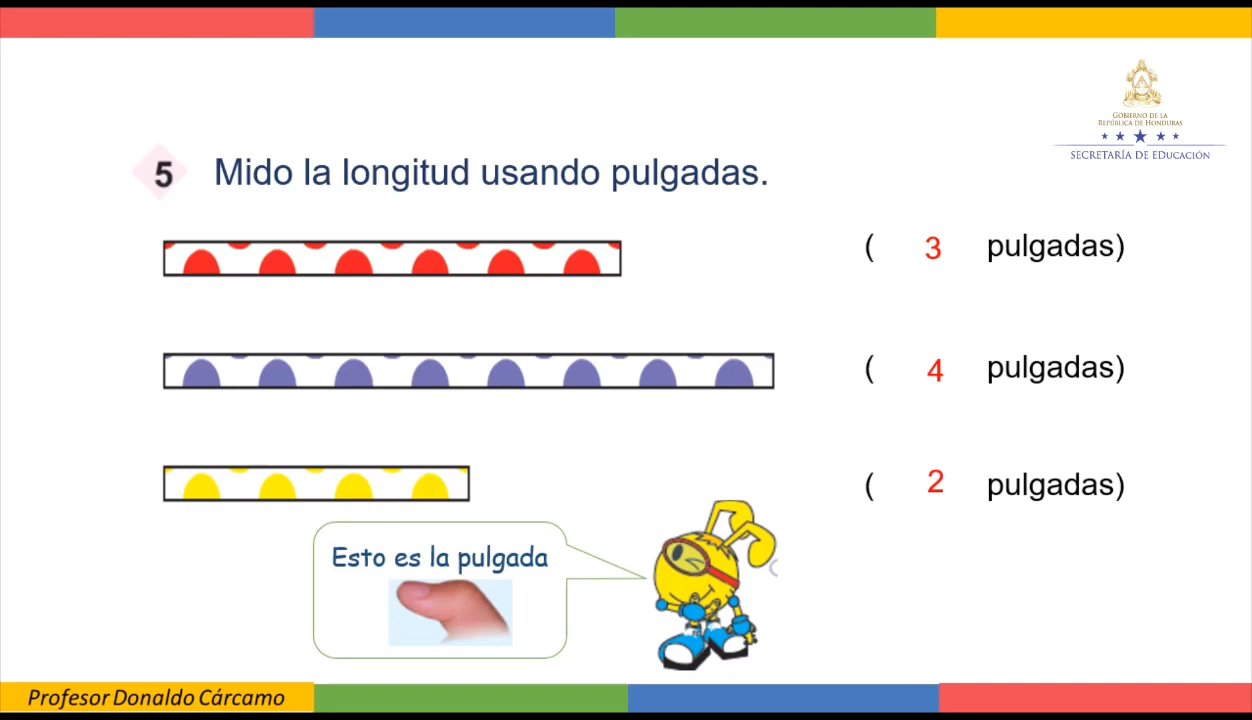 GOBIERNO DE LA
REPÚBLICA DE HONDURAS
SECRETARÍA DE EDUCACIÓN
5 Mido la longitud usando pulgadas.
( 3 pulgadas)
( 4 pulgadas)
( 2 pulgadas)
Esto es la pulgada
Profesor Donaldo Cárcamo